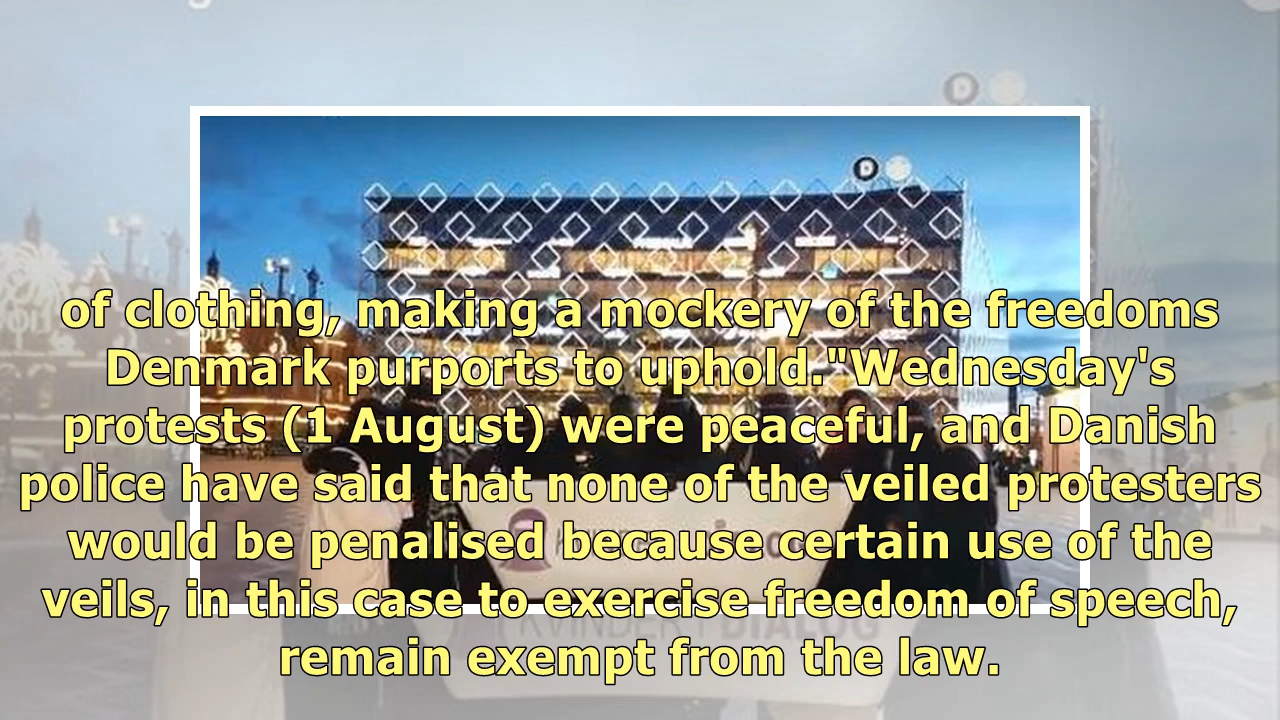 D
D
of clothing, making a mockery of the freedoms
Denmark purports to uphold."Wednesday's
protests (1 August) were peaceful, and Danish
police have said that none of the veiled protesters
would be penalised because certain use of the
veils, in this case to exercise freedom of speech,
remain exempt from the law.
KVINDER I DIALOG